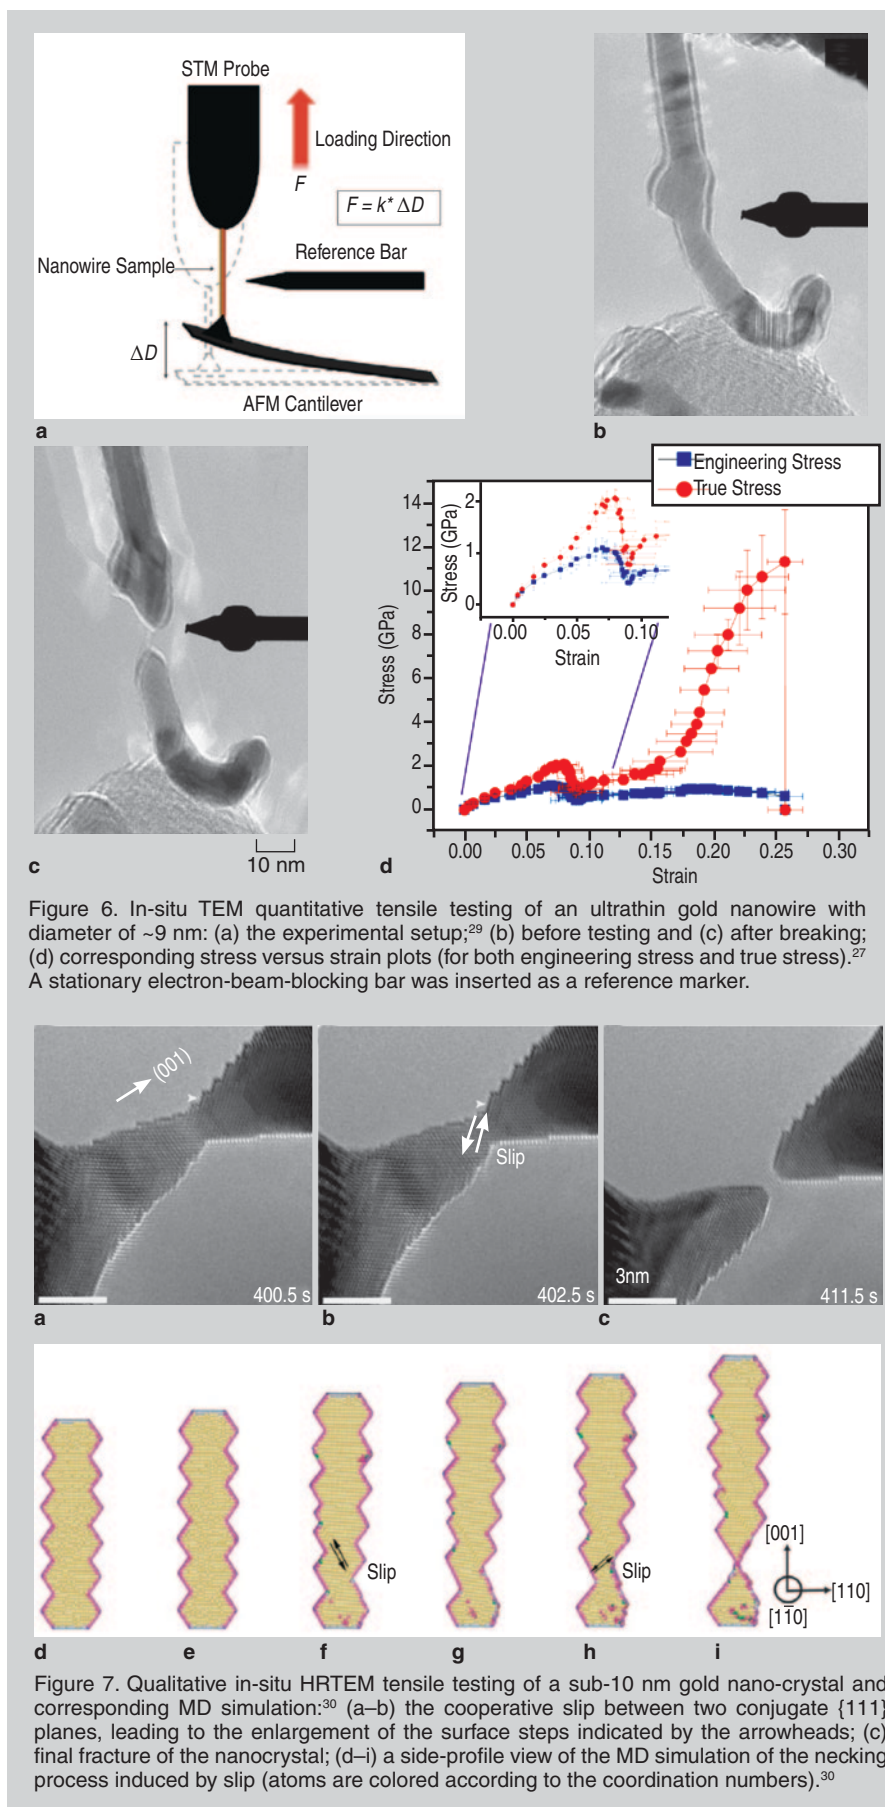 STM Probe
Loading Direction
F
F = k* ΔD
Reference Bar
Nanowire Sample
ΔD
AFM Cantilever
a
b
Engineering Stress
True Stress
14
12
10
8
6
4
2
0
Stress (GPa)
2
1
0
Stress (GPa)
0.00
0.05
0.10
Strain
0.00
0.05
0.10
0.15
0.20
0.25
0.30
Strain
10 nm
c
d
Figure 6. In-situ TEM quantitative tensile testing of an ultrathin gold nanowire with
diameter of ~9 nm: (a) the experimental setup;²⁹ (b) before testing and (c) after breaking;
(d) corresponding stress versus strain plots (for both engineering stress and true stress).²⁷
A stationary electron-beam-blocking bar was inserted as a reference marker.
(001)
400.5 s
Slip
402.5 s
3nm
411.5 s
a
b
c
Slip
Slip
[001]
[110]
[11̅0]
d
e
f
g
h
i
Figure 7. Qualitative in-situ HRTEM tensile testing of a sub-10 nm gold nano-crystal and
corresponding MD simulation:³⁰ (a–b) the cooperative slip between two conjugate {111}
planes, leading to the enlargement of the surface steps indicated by the arrowheads; (c)
final fracture of the nanocrystal; (d–i) a side-profile view of the MD simulation of the necking
process induced by slip (atoms are colored according to the coordination numbers).³⁰